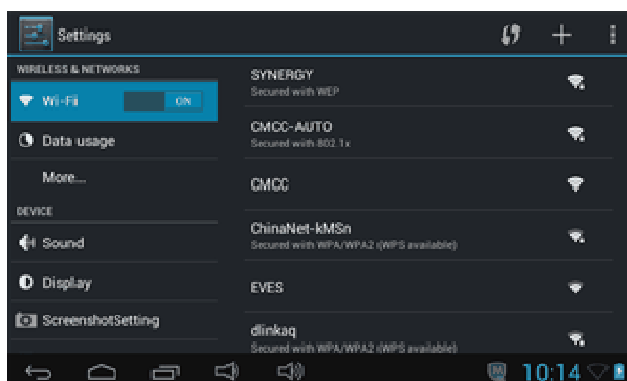 Settings
WIRELESS & NETWORKS
Wi-Fi
ON
Data usage
More...
DEVICE
Sound
Display
ScreenshotSetting
SYNERGY
Secured with WEP
CMCC-AUTO
Secured with 802.1x
CMCC
ChinaNet-kMSn
Secured with WPA/WPA2 (WPS available)
EVES
dlinkaq
Secured with WPA/WPA2 (WPS available)
10:14